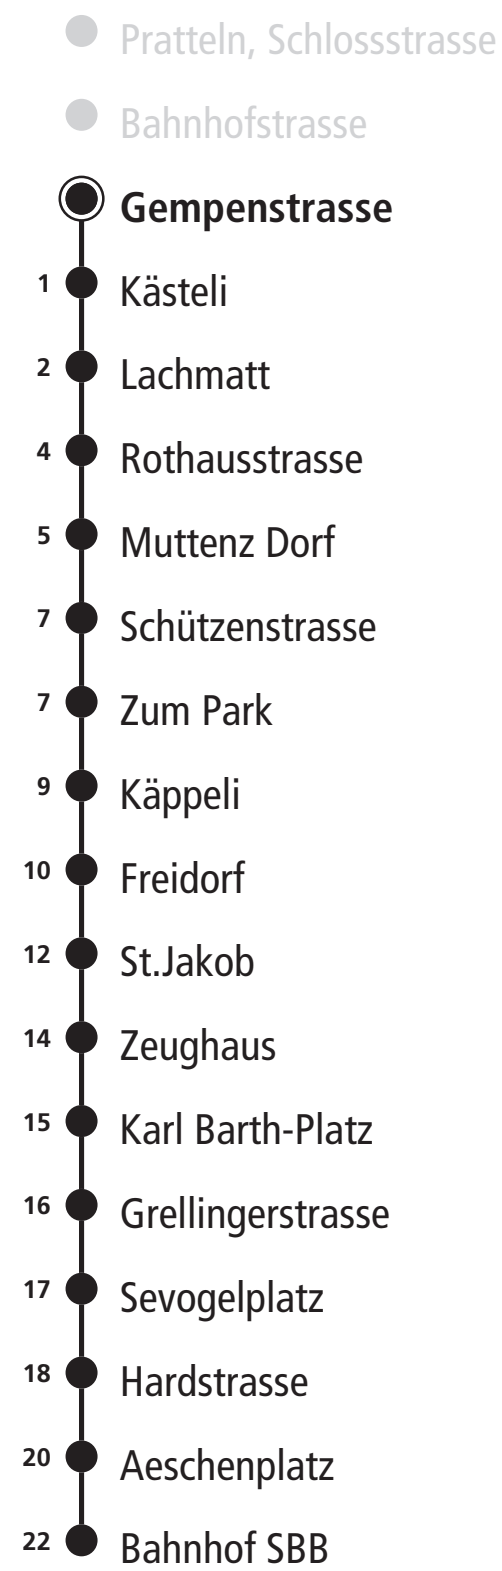 Pratteln, Schlossstrasse
Bahnhofstrasse
Gempenstrasse
1 Kästeli
2 Lachmatt
4 Rothausstrasse
5 Muttenz Dorf
7 Schützenstrasse
7 Zum Park
9 Käppeli
10 Freidorf
12 St.Jakob
14 Zeughaus
15 Karl Barth-Platz
16 Grellingerstrasse
17 Sevogelplatz
18 Hardstrasse
20 Aeschenplatz
22 Bahnhof SBB